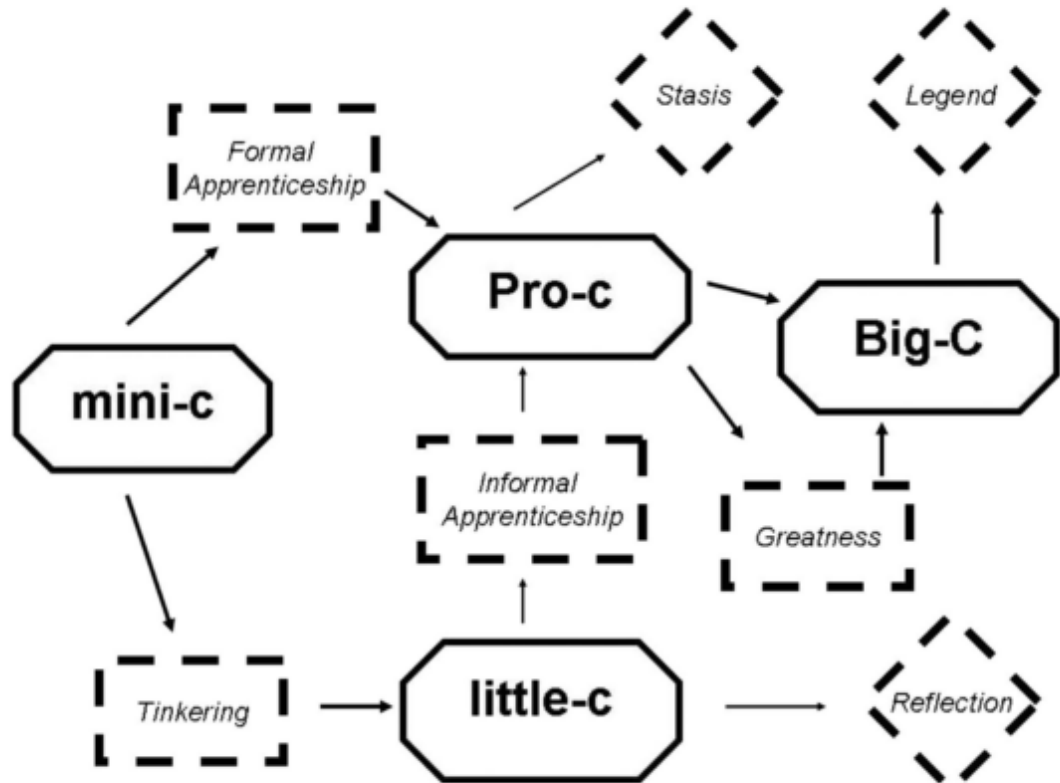 Stasis
Legend
Formal
Apprenticeship
Pro-c
Big-C
mini-c
Informal
Apprenticeship
Greatness
Tinkering
little-c
Reflection